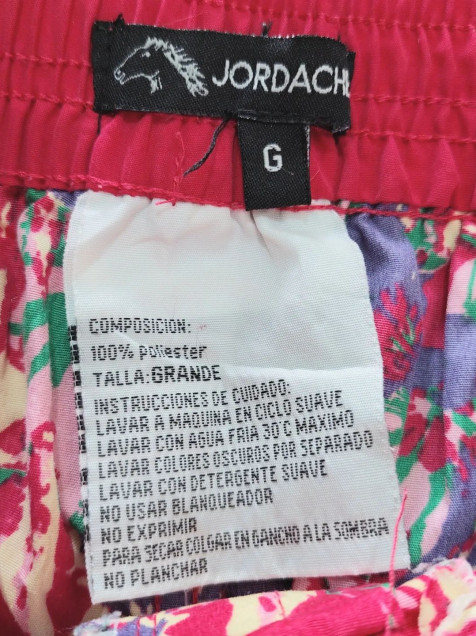 JORDACHE
G
COMPOSICION:
100% Poliester
TALLA:GRANDE
INSTRUCCIONES DE CUIDADO:
LAVAR A MAQUINA EN CICLO SUAVE
LAVAR CON AGUA FRIA 30°C MAXIMO
LAVAR COLORES OSCUROS POR SEPARADO
LAVAR CON DETERGENTE SUAVE
NO USAR BLANQUEADOR
NO EXPRIMIR
PARA SECAR COLGAR EN GANCHO A LA SOMBRA
NO PLANCHAR